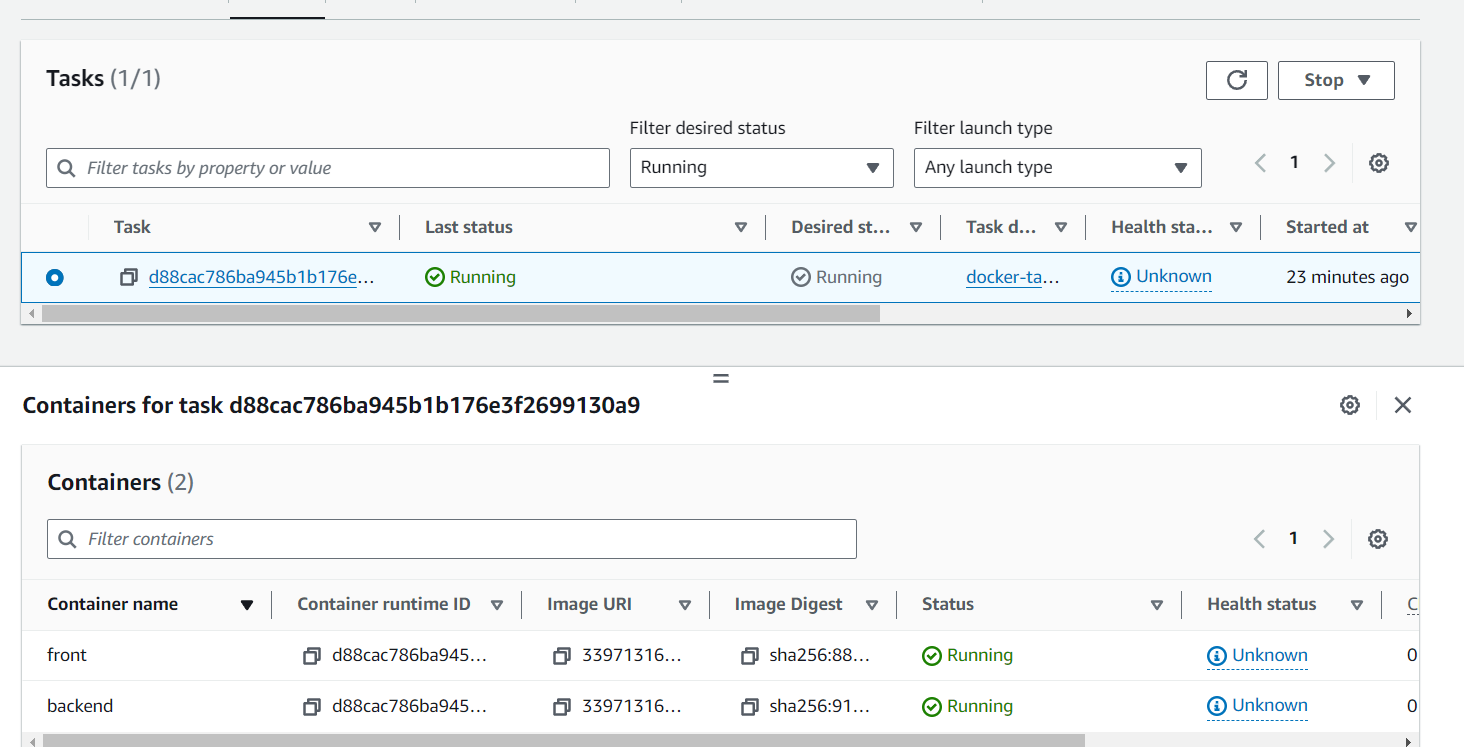 Tasks (1/1)
Stop
Filter desired status
Filter launch type
Filter tasks by property or value
Running
Any launch type
1
Task
Last status
Desired st...
Task d...
Health sta...
Started at
d88cac786ba945b1b176e...
Running
Running
docker-ta...
Unknown
23 minutes ago
Containers for task d88cac786ba945b1b176e3f2699130a9
Containers (2)
Filter containers
1
Container name
Container runtime ID
Image URI
Image Digest
Status
Health status
C
front
d88cac786ba945...
33971316...
sha256:88...
Running
Unknown
0
backend
d88cac786ba945...
33971316...
sha256:91...
Running
Unknown
0